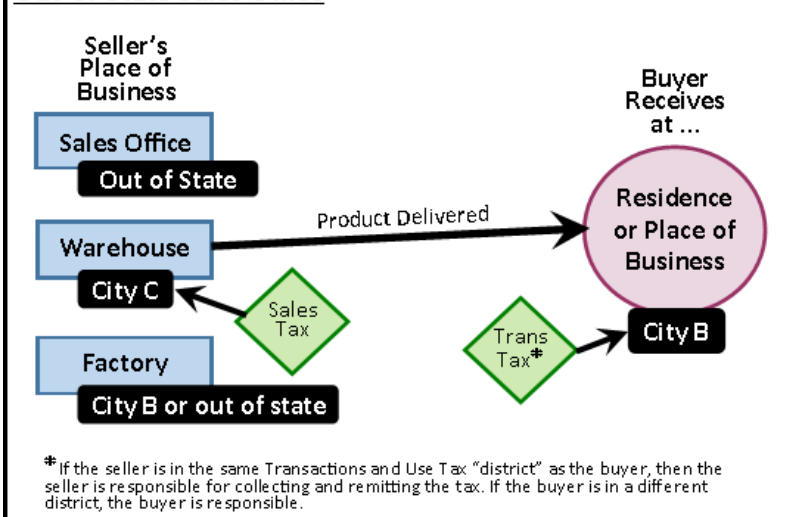 Seller's
Place of
Business
Buyer
Receives
at ...
Sales Office
Out of State
Product Delivered
Residence
or Place of
Business
Warehouse
City C
Sales
Tax
Trans
Tax*
City B
Factory
City B or out of state
*If the seller is in the same Transactions and Use Tax “district” as the buyer, then the
seller is responsible for collecting and remitting the tax. If the buyer is in a different
district, the buyer is responsible.